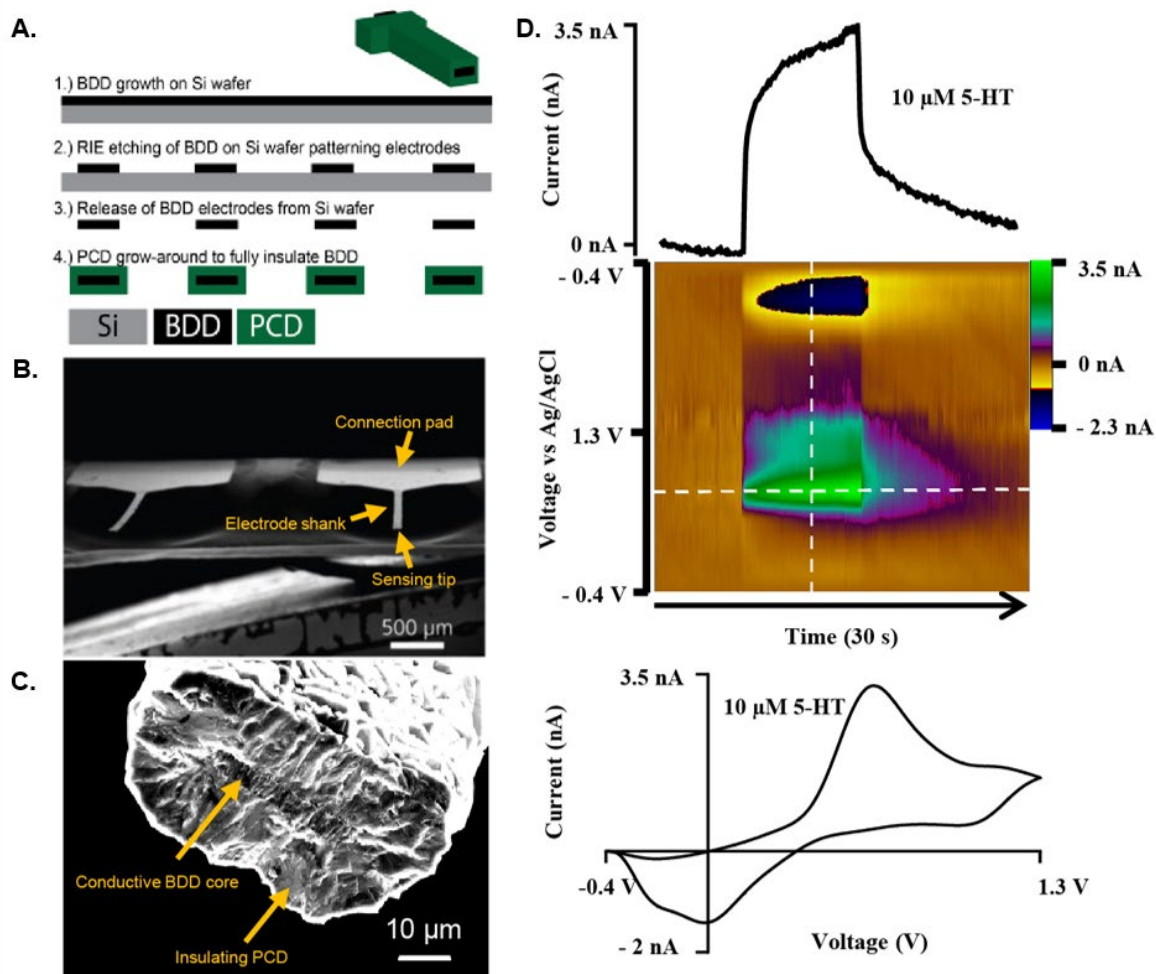 A.
1.) BDD growth on Si wafer
2.) RIE etching of BDD on Si wafer patterning electrodes
3.) Release of BDD electrodes from Si wafer
4.) PCD grow-around to fully insulate BDD
Si BDD PCD
B.
Connection pad
Electrode shank
Sensing tip
500 µm
C.
Conductive BDD core
Insulating PCD
10 µm
D.
3.5 nA
Current (nA)
10 µM 5-HT
0 nA
- 0.4 V
Voltage vs Ag/AgCl
1.3 V
- 0.4 V
3.5 nA
0 nA
- 2.3 nA
Time (30 s)
3.5 nA
10 µM 5-HT
Current (nA)
-0.4 V
1.3 V
- 2 nA
Voltage (V)